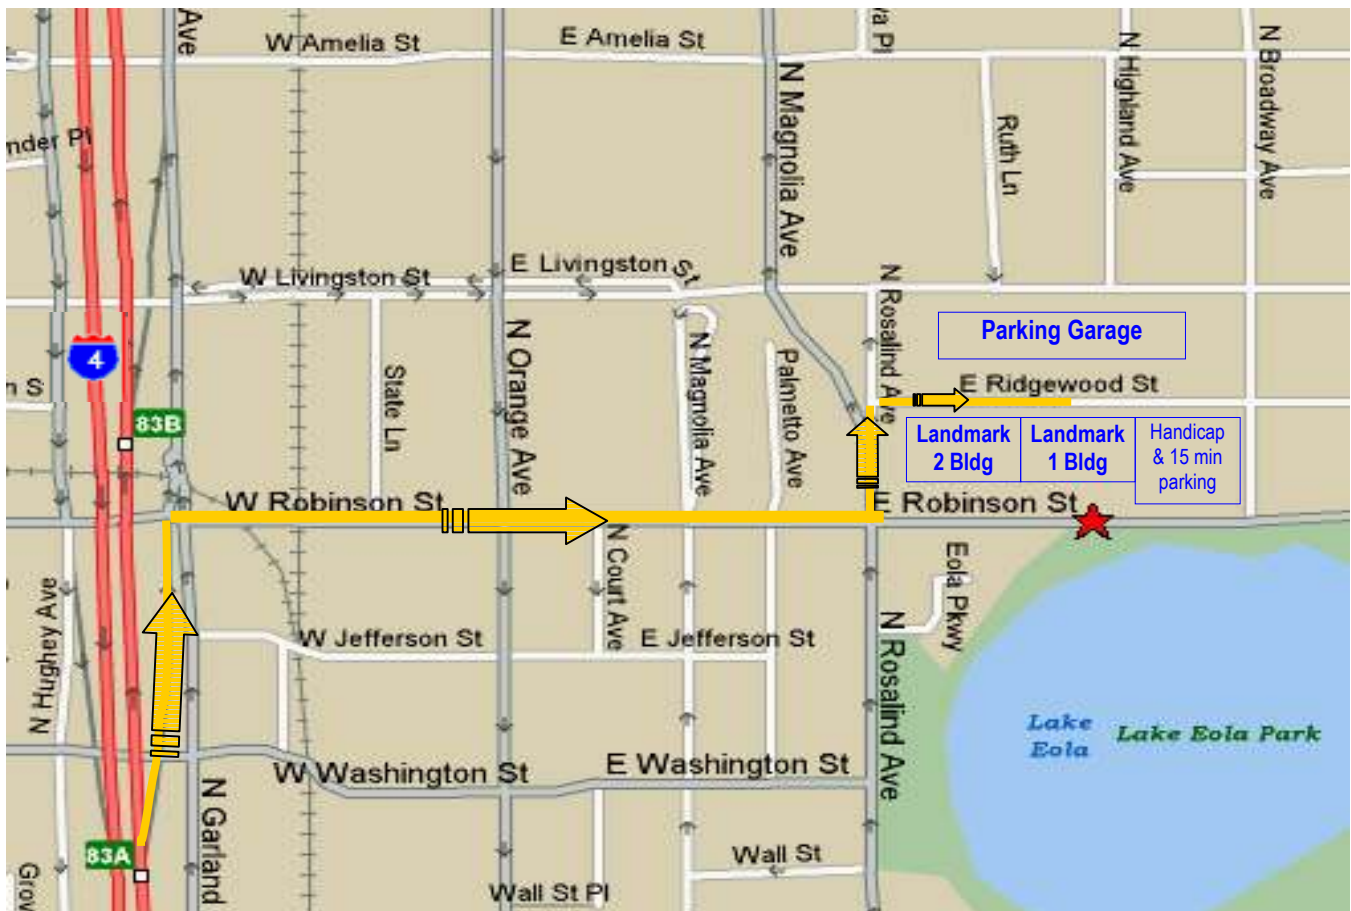 Ave
W Amelia St
E Amelia St
va Pl
N Highland Ave
N Broadway Ave
nder Pl
N Magnolia Ave
Ruth Ln
W Livingston St
E Livingston St
N Rosalind Ave
Parking Garage
4
n S
83B
State Ln
N Orange Ave
N Magnolia Ave
Palmetto Ave
E Ridgewood St
Landmark
2 Bldg
Landmark
1 Bldg
Handicap
& 15 min
parking
W Robinson St
E Robinson St
N Hughey Ave
N Court Ave
Eola Pkwy
W Jefferson St
E Jefferson St
N Rosalind Ave
Lake
Eola
Lake Eola Park
W Washington St
E Washington St
N Garland
83A
Wall St
Grov
Wall St Pl